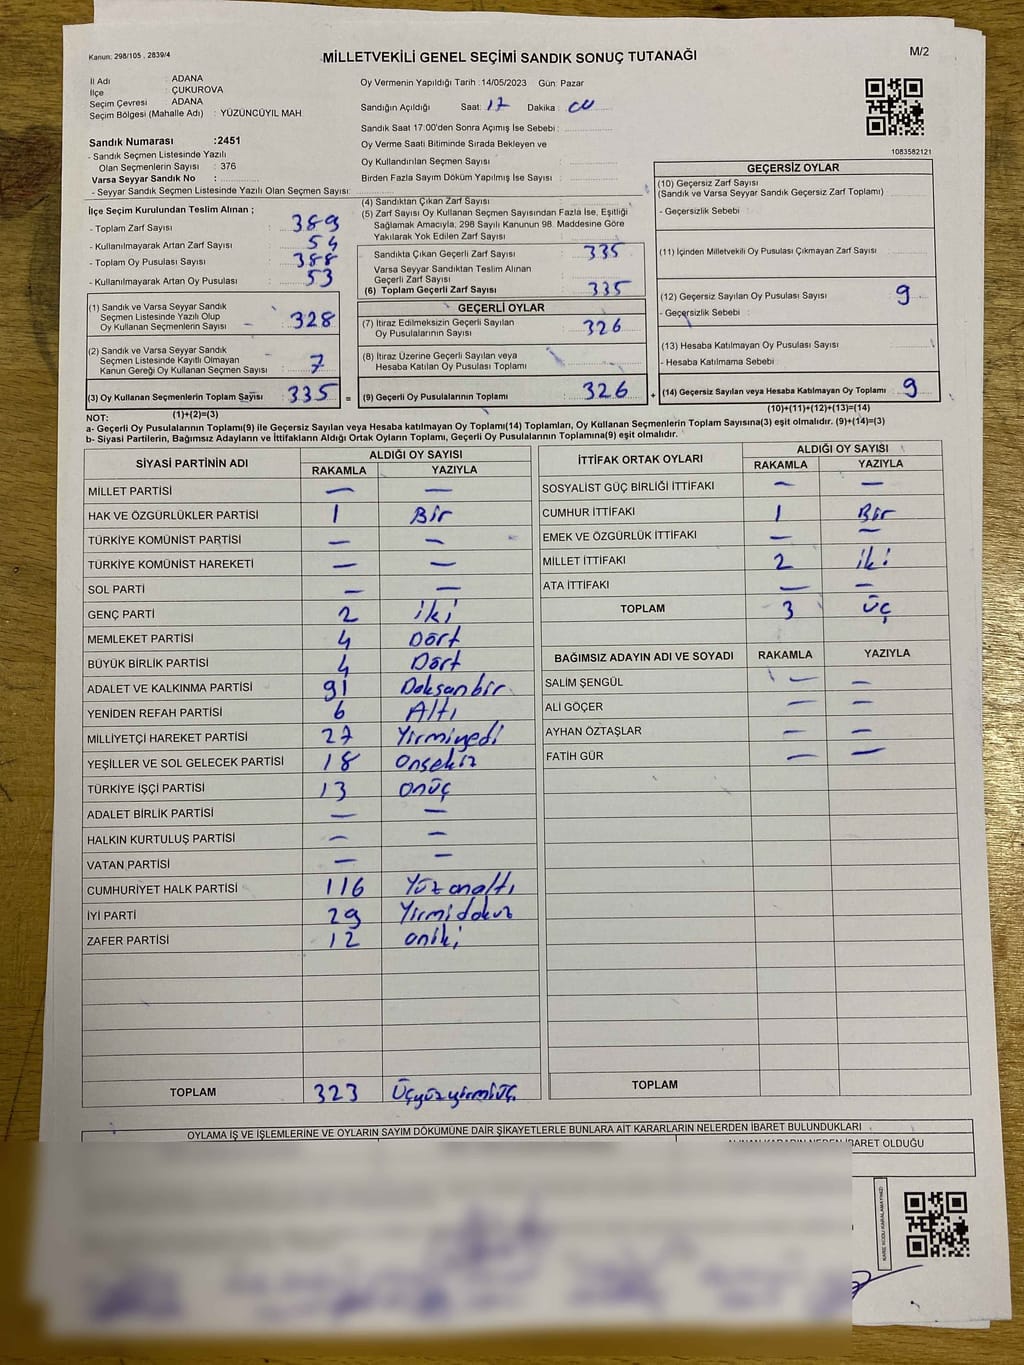 Kanun: 298/105 , 2839/4
MİLLETVEKİLİ GENEL SEÇİMİ SANDIK SONUÇ TUTANAĞI
M/2
İl Adı : ADANA
İlçe : ÇUKUROVA
Seçim Çevresi : ADANA
Seçim Bölgesi (Mahalle Adı) : YÜZÜNCÜYIL MAH
Sandık Numarası :2451
- Sandık Seçmen Listesinde Yazılı
Olan Seçmenlerin Sayısı : 376
Varsa Seyyar Sandık No :
- Seyyar Sandık Seçmen Listesinde Yazılı Olan Seçmen Sayısı:
Oy Vermenin Yapıldığı Tarih :14/05/2023 Gün: Pazar
Sandığın Açıldığı Saat: 17 Dakika : 00
Sandık Saat 17:00'den Sonra Açımış İse Sebebi :
Oy Verme Saati Bitiminde Sırada Bekleyen ve
Oy Kullandırılan Seçmen Sayısı :
Birden Fazla Sayım Döküm Yapılmış İse Sayısı :
1083582121
İlçe Seçim Kurulundan Teslim Alınan ;
- Toplam Zarf Sayısı : 389
- Kullanılmayarak Artan Zarf Sayısı : 54
- Toplam Oy Pusulası Sayısı : 388
- Kullanılmayarak Artan Oy Pusulası : 53
(1) Sandık ve Varsa Seyyar Sandık
Seçmen Listesinde Yazılı Olup
Oy Kullanan Seçmenlerin Sayısı - 328
(2) Sandık ve Varsa Seyyar Sandık
Seçmen Listesinde Kayıtlı Olmayan
Kanun Gereği Oy Kullanan Seçmen Sayısı : 7
(3) Oy Kullanan Seçmenlerin Toplam Sayısı : 335 =
(1)+(2)=(3)
(4) Sandıktan Çıkan Zarf Sayısı :
(5) Zarf Sayısı Oy Kullanan Seçmen Sayısından Fazla İse, Eşitliği
Sağlamak Amacıyla, 298 Sayılı Kanunun 98. Maddesine Göre
Yakılarak Yok Edilen Zarf Sayısı :
Sandıkta Çıkan Geçerli Zarf Sayısı : 335
Varsa Seyyar Sandıktan Teslim Alınan
Geçerli Zarf Sayısı :
(6) Toplam Geçerli Zarf Sayısı : 335
GEÇERLİ OYLAR
(7) İtiraz Edilmeksizin Geçerli Sayılan
Oy Pusulalarının Sayısı : 326
(8) İtiraz Üzerine Geçerli Sayılan veya
Hesaba Katılan Oy Pusulası Toplamı :
(9) Geçerli Oy Pusulalarının Toplamı : 326 +
GEÇERSİZ OYLAR
(10) Geçersiz Zarf Sayısı
(Sandık ve Varsa Seyyar Sandık Geçersiz Zarf Toplamı)
- Geçersizlik Sebebi :
(11) İçinden Milletvekili Oy Pusulası Çıkmayan Zarf Sayısı :
(12) Geçersiz Sayılan Oy Pusulası Sayısı : 9
- Geçersizlik Sebebi :
(13) Hesaba Katılmayan Oy Pusulası Sayısı :
- Hesaba Katılmama Sebebi :
(14) Geçersiz Sayılan veya Hesaba Katılmayan Oy Toplamı : 9
(10)+(11)+(12)+(13)=(14)
NOT:
a- Geçerli Oy Pusulalarının Toplamı(9) ile Geçersiz Sayılan veya Hesaba katılmayan Oy Toplamı(14) Toplamları, Oy Kullanan Seçmenlerin Toplam Sayısına(3) eşit olmalıdır. (9)+(14)=(3)
b- Siyasi Partilerin, Bağımsız Adayların ve İttifakların Aldığı Ortak Oyların Toplamı, Geçerli Oy Pusulalarının Toplamına(9) eşit olmalıdır.
SİYASİ PARTİNİN ADI ALDIĞI OY SAYISI
RAKAMLA YAZIYLA
MİLLET PARTİSİ — —
HAK VE ÖZGÜRLÜKLER PARTİSİ 1 Bir
TÜRKİYE KOMÜNİST PARTİSİ — —
TÜRKİYE KOMÜNİST HAREKETİ — —
SOL PARTİ — —
GENÇ PARTİ 2 iki
MEMLEKET PARTİSİ 4 Dört
BÜYÜK BİRLİK PARTİSİ 4 Dört
ADALET VE KALKINMA PARTİSİ 91 Doksanbir
YENİDEN REFAH PARTİSİ 6 Altı
MİLLİYETÇİ HAREKET PARTİSİ 27 Yirmiyedi
YEŞİLLER VE SOL GELECEK PARTİSİ 18 onsekiz
TÜRKİYE İŞÇİ PARTİSİ 13 onüç
ADALET BİRLİK PARTİSİ — —
HALKIN KURTULUŞ PARTİSİ — —
VATAN PARTİSİ — —
CUMHURİYET HALK PARTİSİ 116 Yüzonaltı
İYİ PARTİ 29 Yirmidokuz
ZAFER PARTİSİ 12 oniki
TOPLAM 323 Üçyüzyirmiüç
İTTİFAK ORTAK OYLARI ALDIĞI OY SAYISI
RAKAMLA YAZIYLA
SOSYALİST GÜÇ BİRLİĞİ İTTİFAKI — —
CUMHUR İTTİFAKI 1 Bir
EMEK VE ÖZGÜRLÜK İTTİFAKI — —
MİLLET İTTİFAKI 2 iki
ATA İTTİFAKI — —
TOPLAM 3 Üç
BAĞIMSIZ ADAYIN ADI VE SOYADI RAKAMLA YAZIYLA
SALİM ŞENGÜL — —
ALİ GÖÇER — —
AYHAN ÖZTAŞLAR — —
FATİH GÜR — —
TOPLAM
OYLAMA İŞ VE İŞLEMLERİNE VE OYLARIN SAYIM DÖKÜMÜNE DAİR ŞİKAYETLERLE BUNLARA AİT KARARLARIN NELERDEN İBARET BULUNDUKLARI
ALINAN KARARIN NEDEN İBARET OLDUĞU
KARE KODU KARALAMAYINIZ!